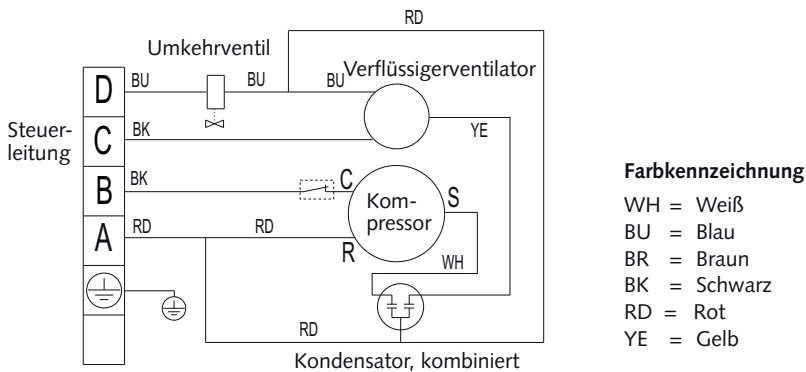 RD
Umkehrventil
Verflüssigerventilator
D BU BU BU
Steuer-
leitung
C BK YE
B BK C
Kom-
pressor
S
A RD RD R
WH
RD
Kondensator, kombiniert
Farbkennzeichnung
WH = Weiß
BU = Blau
BR = Braun
BK = Schwarz
RD = Rot
YE = Gelb